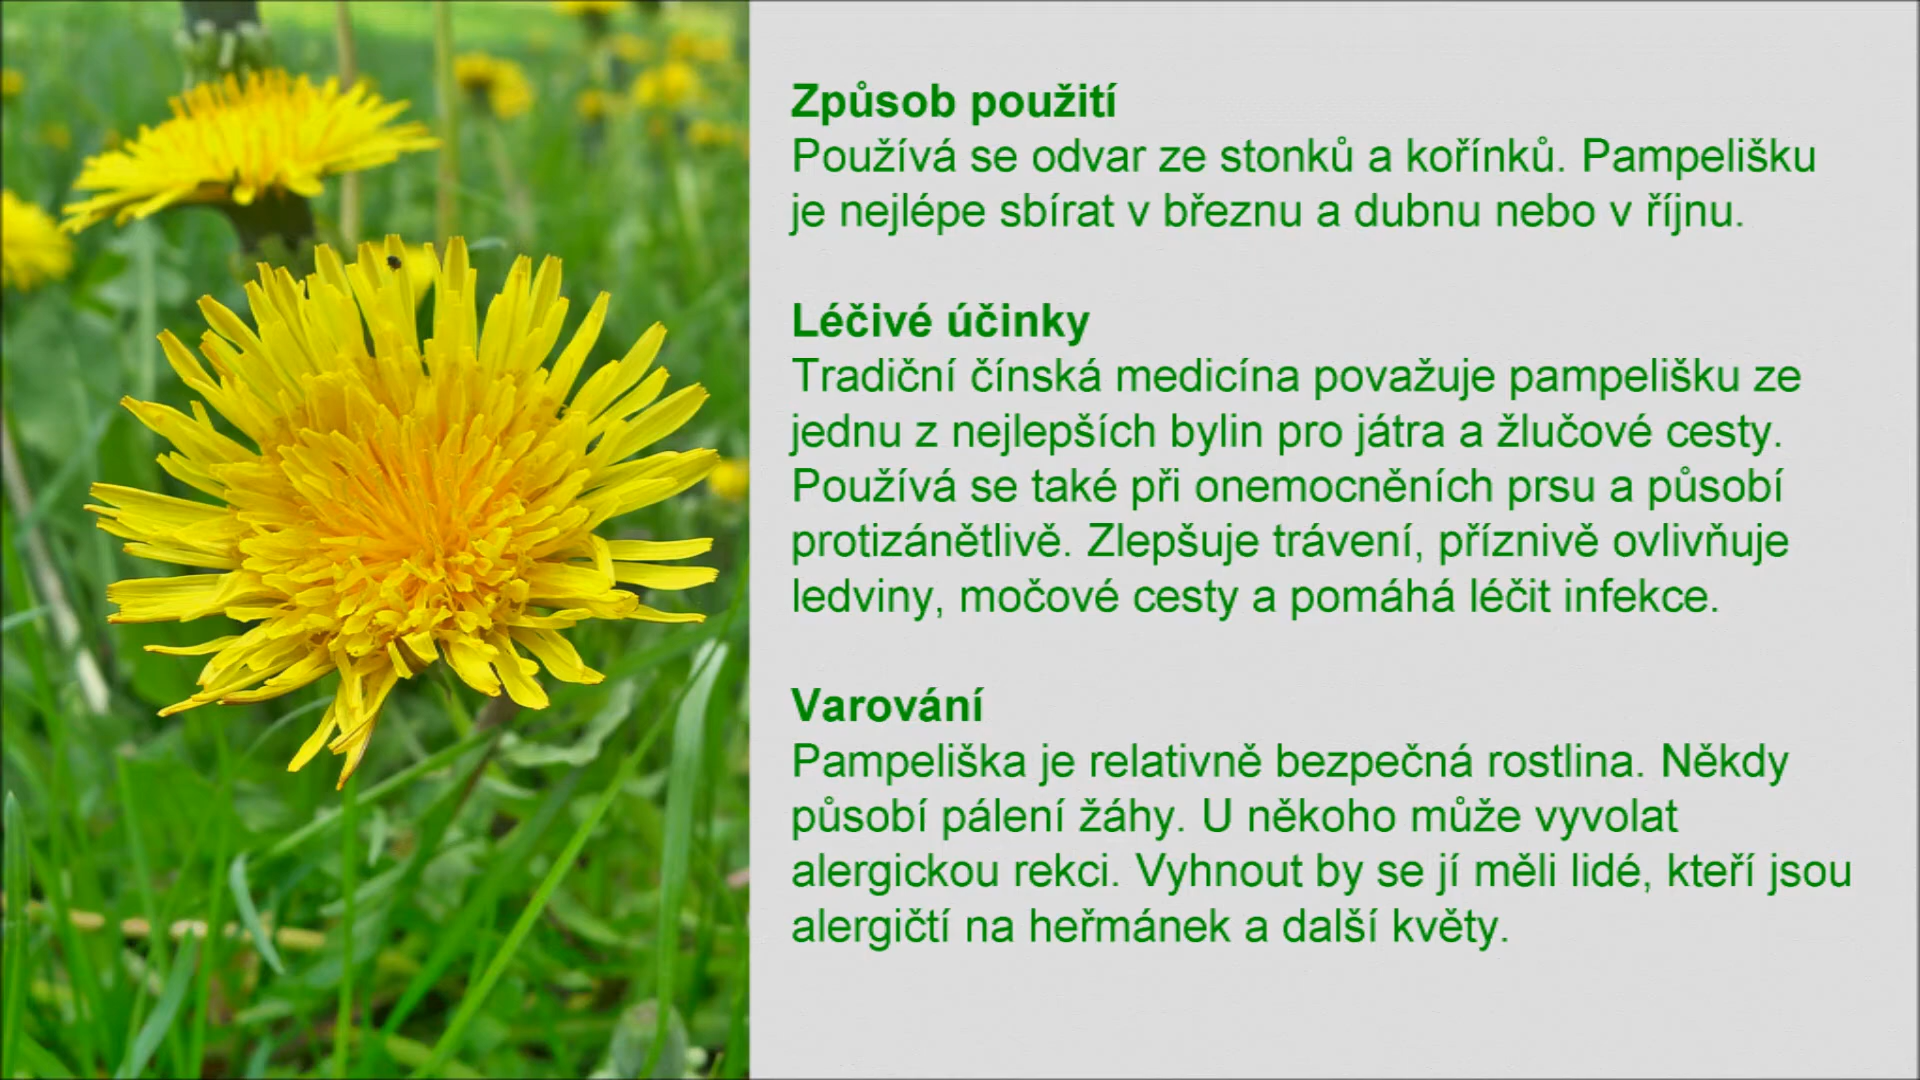 Způsob použití
Používá se odvar ze stonků a kořínků. Pampelišku
je nejlépe sbírat v březnu a dubnu nebo v říjnu.
Léčivé účinky
Tradiční čínská medicína považuje pampelišku ze
jednu z nejlepších bylin pro játra a žlučové cesty.
Používá se také při onemocněních prsu a působí
protizánětlivě. Zlepšuje trávení, příznivě ovlivňuje
ledviny, močové cesty a pomáhá léčit infekce.
Varování
Pampeliška je relativně bezpečná rostlina. Někdy
působí pálení žáhy. U někoho může vyvolat
alergickou rekci. Vyhnout by se jí měli lidé, kteří jsou
alergičtí na heřmánek a další květy.